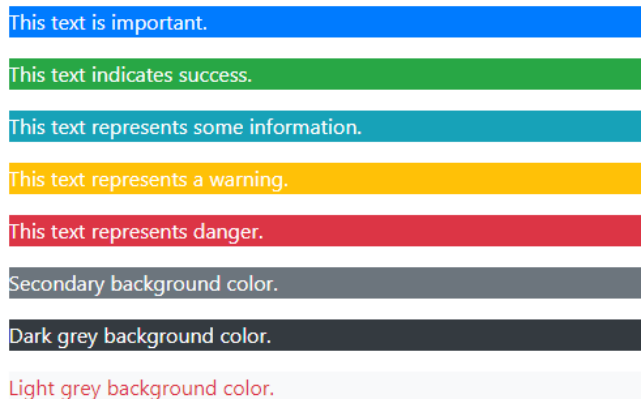 This text is important.
This text indicates success.
This text represents some information.
This text represents a warning.
This text represents danger.
Secondary background color.
Dark grey background color.
Light grey background color.